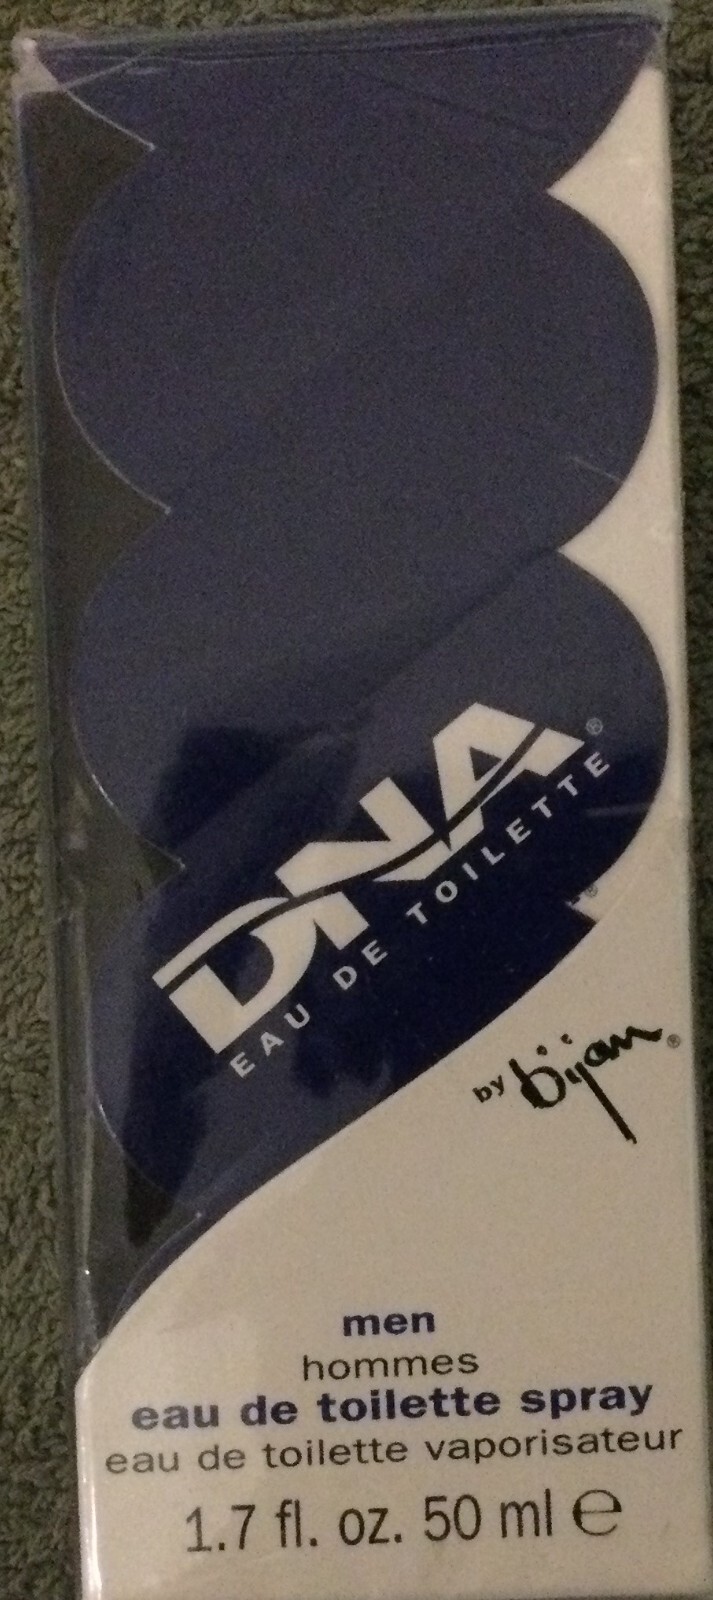 DNA®
EAU DE TOILETTE
by bijan®
men
hommes
eau de toilette spray
eau de toilette vaporisateur
1.7 fl. oz. 50 ml ℮